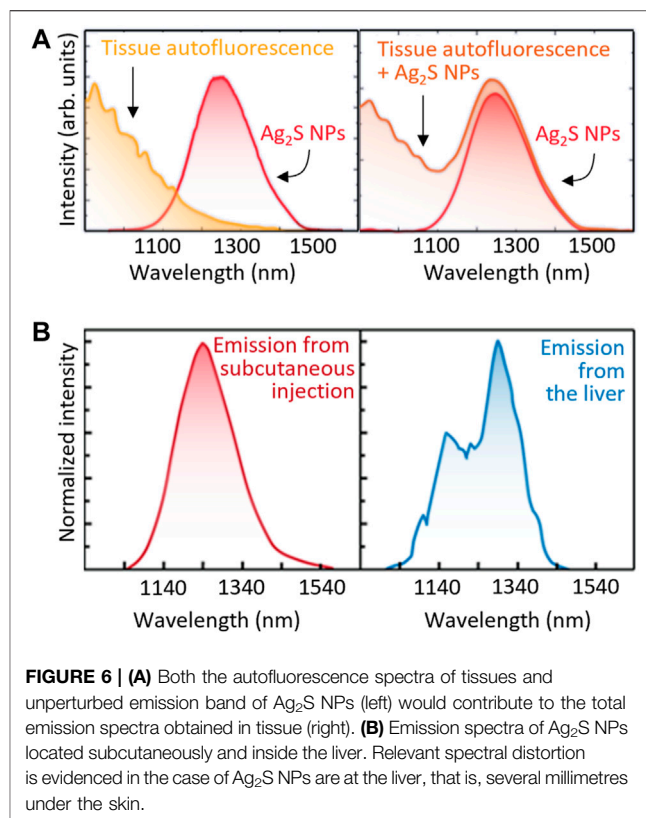 A
Intensity (arb. units)
Tissue autofluorescence
Ag₂S NPs
1100 1300 1500
Wavelength (nm)
Tissue autofluorescence
+ Ag₂S NPs
Ag₂S NPs
1100 1300 1500
Wavelength (nm)
B
Normalized intensity
Emission from
subcutaneous
injection
1140 1340 1540
Wavelength (nm)
Emission
from
the liver
1140 1340 1540
Wavelength (nm)
FIGURE 6 | (A) Both the autofluorescence spectra of tissues and
unperturbed emission band of Ag₂S NPs (left) would contribute to the total
emission spectra obtained in tissue (right). (B) Emission spectra of Ag₂S NPs
located subcutaneously and inside the liver. Relevant spectral distortion
is evidenced in the case of Ag₂S NPs are at the liver, that is, several millimetres
under the skin.